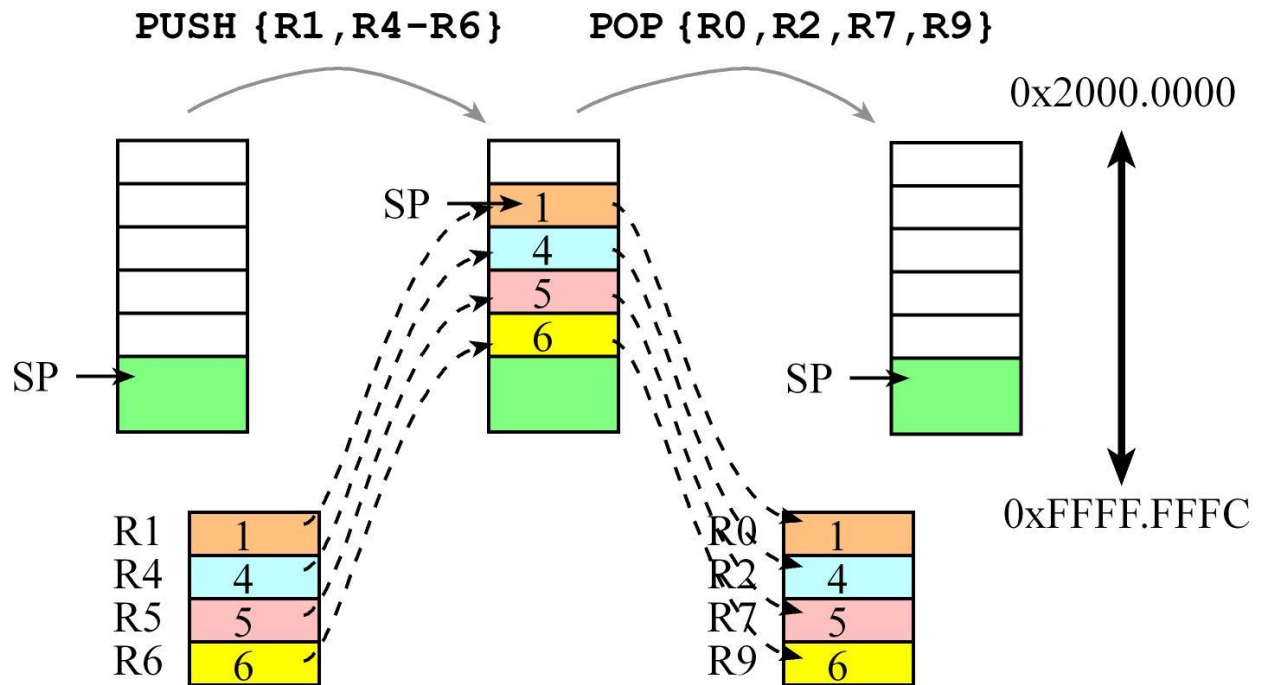 PUSH {R1,R4-R6} POP {R0,R2,R7,R9}
0x2000.0000
SP 1
4
5
6
SP SP
0xFFFF.FFFC
R1 1 R0 1
R4 4 R2 4
R5 5 R7 5
R6 6 R9 6